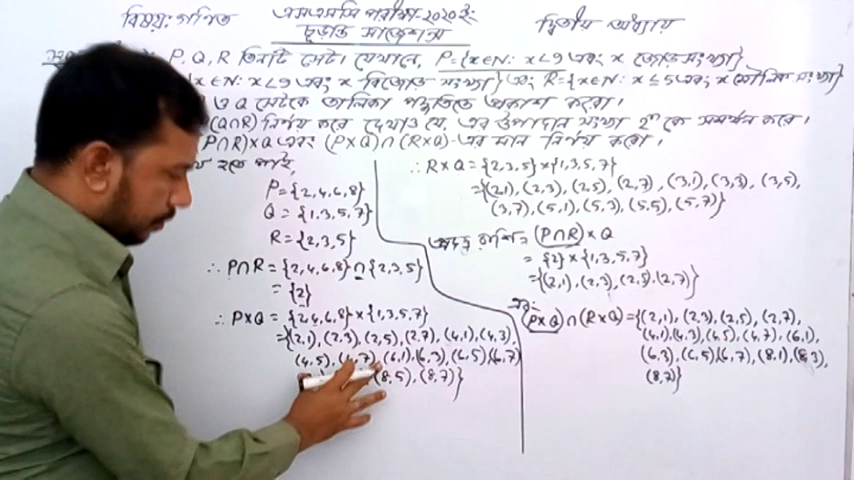 বিষয়: গণিত
এসএসসি পরীক্ষা-২০২০ইং
দ্বিতীয় অধ্যায়
চূড়ান্ত সাজেশন্স
P, Q, R তিনটি সেট। যেখানে, P={x∈N: x<9 এবং x জোড় সংখ্যা}
{x∈N: x<9 এবং x বিজোড় সংখ্যা} এবং R={x∈N: x≤5 এবং x মৌলিক সংখ্যা}
ও Q সেটকে তালিকা পদ্ধতিতে প্রকাশ করো।
(Q∩R) নির্ণয় করে দেখাও যে, এর উপাদান সংখ্যা 2ⁿ কে সমর্থন করে।
(P∩R)×Q এবং (P×Q)∩(R×Q)-এর মান নির্ণয় করো।
হতে পাই,
P={2,4,6,8}
Q={1,3,5,7}
R={2,3,5}
∴ P∩R={2,4,6,8}∩{2,3,5}
={2}
∴ P×Q={2,4,6,8}×{1,3,5,7}
={(2,1), (2,3), (2,5), (2,7), (4,1), (4,3),
(4,5), (4,7), (6,1), (6,3), (6,5), (6,7)
(8,5), (8,7)}
∴ R×Q={2,3,5}×{1,3,5,7}
={(2,1), (2,3), (2,5), (2,7), (3,1), (3,3), (3,5),
(3,7), (5,1), (5,3), (5,5), (5,7)}
প্রদত্ত রাশি= (P∩R)×Q
={2}×{1,3,5,7}
={(2,1), (2,3), (2,5), (2,7)}
এবং
(P×Q)∩(R×Q)={(2,1), (2,3), (2,5), (2,7),
(4,1), (4,3), (4,5), (4,7), (6,1),
(6,3), (6,5), (6,7), (8,1), (8,3),
(8,7)}